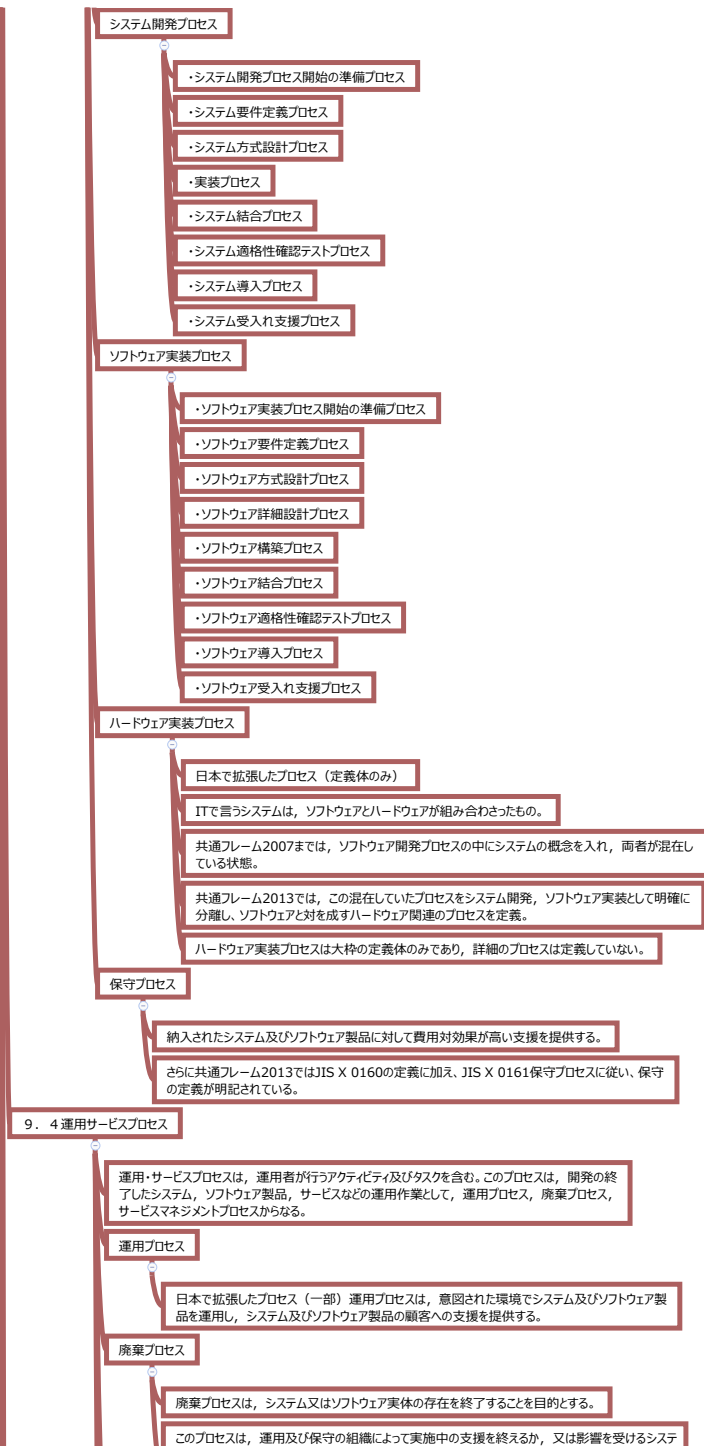 システム開発プロセス
・システム開発プロセス開始の準備プロセス
・システム要件定義プロセス
・システム方式設計プロセス
・実装プロセス
・システム結合プロセス
・システム適格性確認テストプロセス
・システム導入プロセス
・システム受入れ支援プロセス
ソフトウェア実装プロセス
・ソフトウェア実装プロセス開始の準備プロセス
・ソフトウェア要件定義プロセス
・ソフトウェア方式設計プロセス
・ソフトウェア詳細設計プロセス
・ソフトウェア構築プロセス
・ソフトウェア結合プロセス
・ソフトウェア適格性確認テストプロセス
・ソフトウェア導入プロセス
・ソフトウェア受入れ支援プロセス
ハードウェア実装プロセス
日本で拡張したプロセス（定義体のみ）
ITで言うシステムは，ソフトウェアとハードウェアが組み合わさったもの。
共通フレーム2007までは，ソフトウェア開発プロセスの中にシステムの概念を入れ，両者が混在し
ている状態。
共通フレーム2013では，この混在していたプロセスをシステム開発，ソフトウェア実装として明確に
分離し、ソフトウェアと対を成すハードウェア関連のプロセスを定義。
ハードウェア実装プロセスは大枠の定義体のみであり，詳細のプロセスは定義していない。
保守プロセス
納入されたシステム及びソフトウェア製品に対して費用対効果が高い支援を提供する。
さらに共通フレーム2013ではJIS X 0160の定義に加え、JIS X 0161保守プロセスに従い、保守
の定義が明記されている。
９．４運用サービスプロセス
運用・サービスプロセスは，運用者が行うアクティビティ及びタスクを含む。このプロセスは，開発の終
了したシステム，ソフトウェア製品，サービスなどの運用作業として，運用プロセス，廃棄プロセス，
サービスマネジメントプロセスからなる。
運用プロセス
日本で拡張したプロセス（一部）運用プロセスは，意図された環境でシステム及びソフトウェア製
品を運用し，システム及びソフトウェア製品の顧客への支援を提供する。
廃棄プロセス
廃棄プロセスは，システム又はソフトウェア実体の存在を終了することを目的とする。
このプロセスは，運用及び保守の組織によって実施中の支援を終えるか，又は影響を受けるシステ